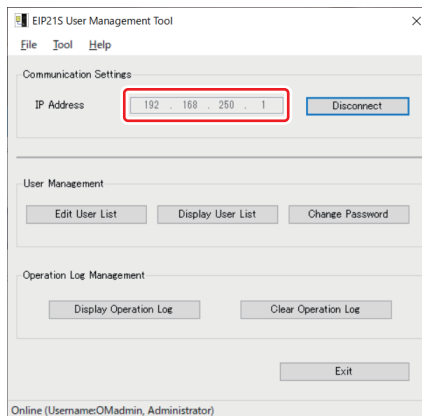 EIP21S User Management Tool
File Tool Help
Communication Settings
IP Address 192 . 168 . 250 . 1 Disconnect
User Management
Edit User List Display User List Change Password
Operation Log Management
Display Operation Log Clear Operation Log
Exit
Online (Username:OMadmin, Administrator)